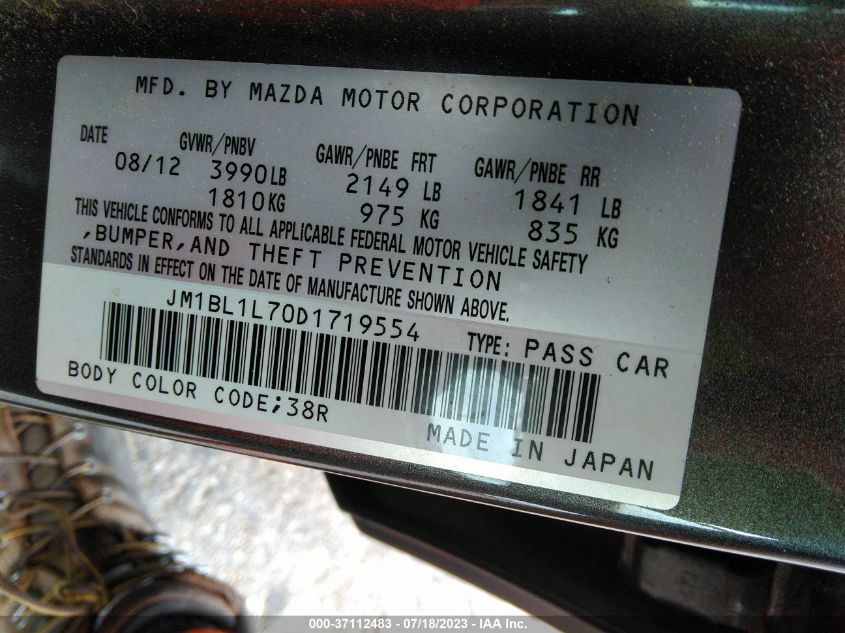 MFD. BY MAZDA MOTOR CORPORATION
DATE GVWR/PNBV GAWR/PNBE FRT GAWR/PNBE RR
08/12 3990LB 2149 LB 1841 LB
1810KG 975 KG 835 KG
THIS VEHICLE CONFORMS TO ALL APPLICABLE FEDERAL MOTOR VEHICLE SAFETY
,BUMPER,AND THEFT PREVENTION
STANDARDS IN EFFECT ON THE DATE OF MANUFACTURE SHOWN ABOVE.
JM1BL1L70D1719554 TYPE: PASS CAR
BODY COLOR CODE;38R
MADE IN JAPAN
000-37112483 - 07/18/2023 - IAA Inc.